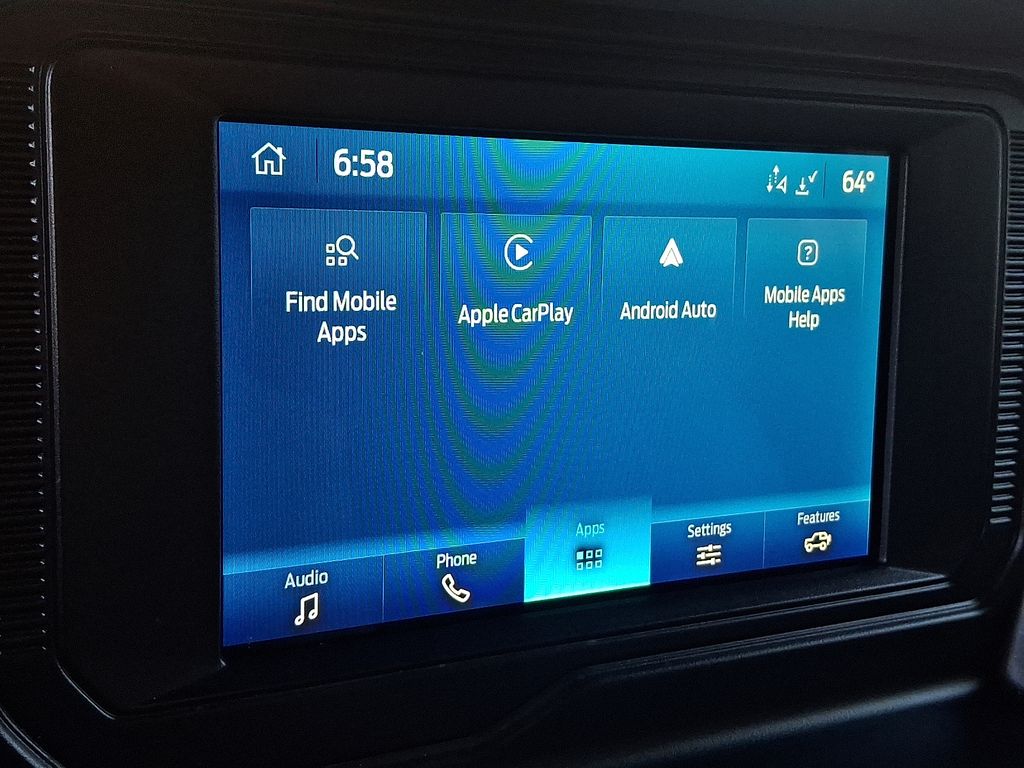 6:58
64°
Find Mobile
Apps
Apple CarPlay
Android Auto
Mobile Apps
Help
Audio
Phone
Apps
Settings
Features